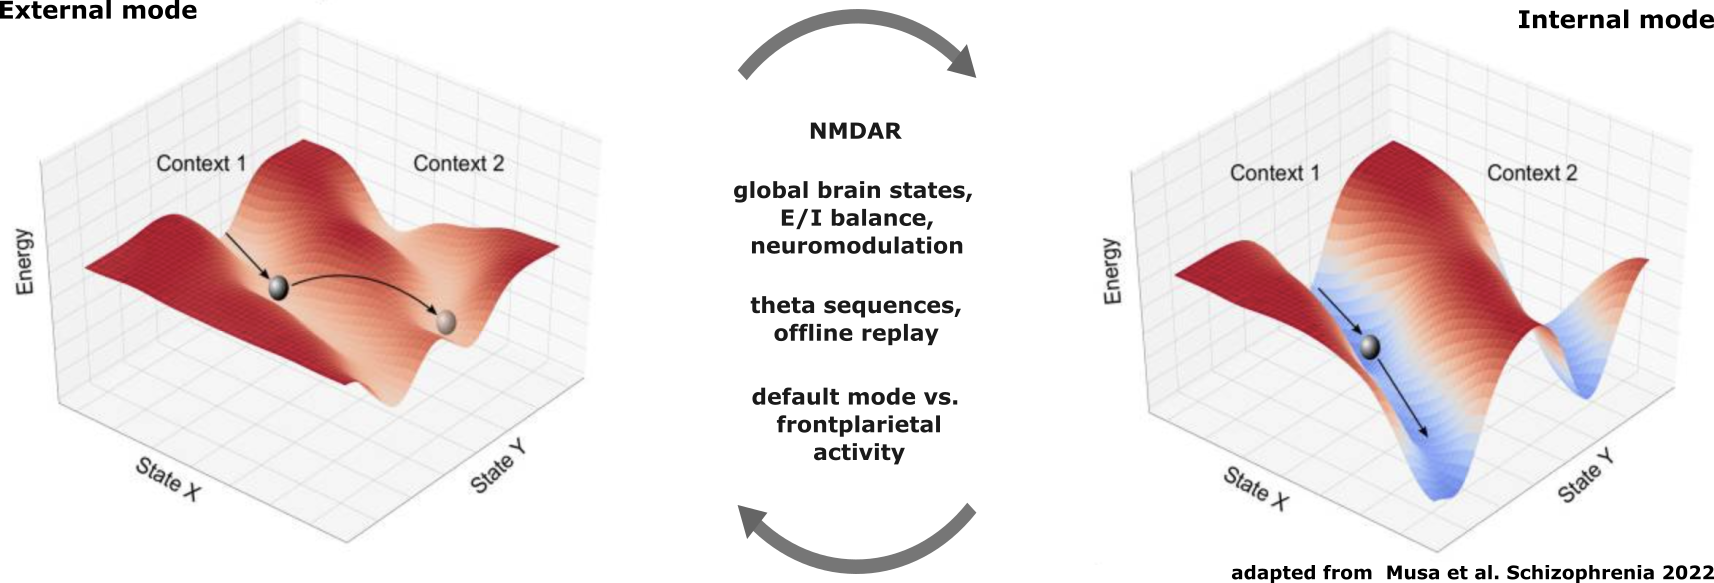 External mode
Context 1
Context 2
Energy
State X
State Y
NMDAR
global brain states,
E/I balance,
neuromodulation
theta sequences,
offline replay
default mode vs.
frontplarietal
activity
Internal mode
Context 1
Context 2
Energy
State X
State Y
adapted from Musa et al. Schizophrenia 2022